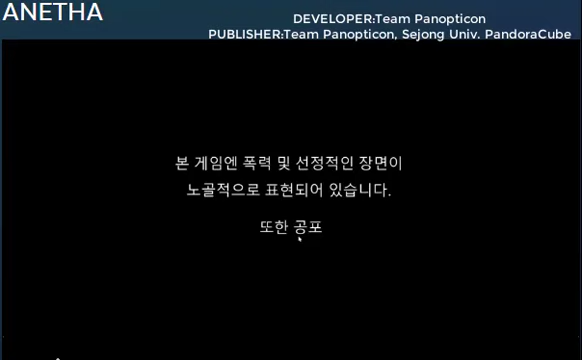 ANETHA
DEVELOPER:Team Panopticon
PUBLISHER:Team Panopticon, Sejong Univ. PandoraCube
본 게임엔 폭력 및 선정적인 장면이
노골적으로 표현되어 있습니다.
또한 공포